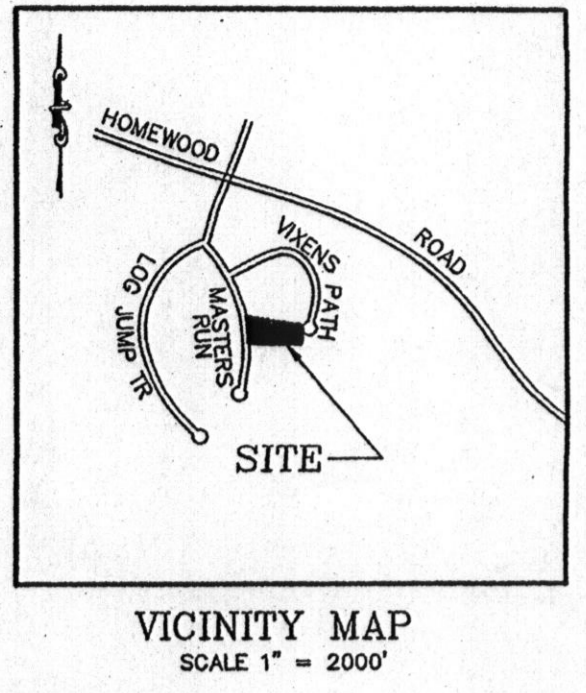 HOMEWOOD
ROAD
VIXENS PATH
LOG JUMP TR
MASTERS
RUN
SITE
VICINITY MAP
SCALE 1" = 2000'